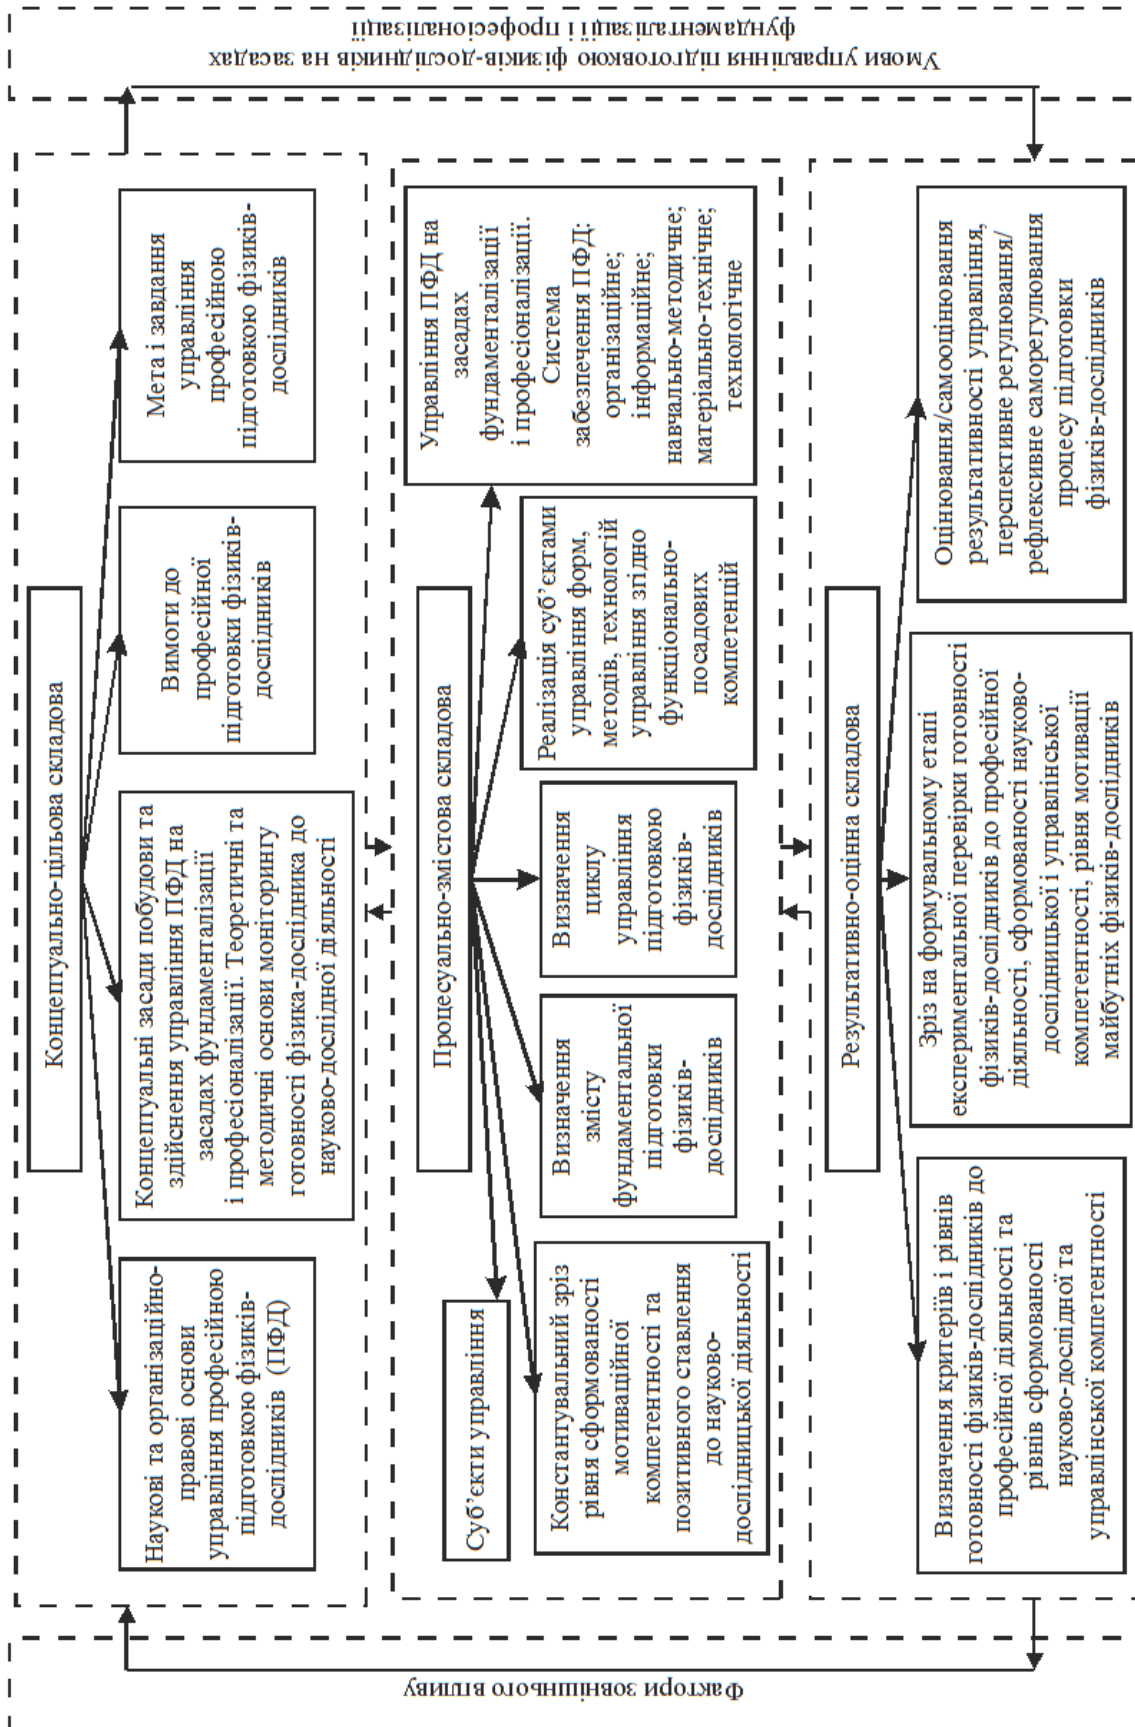 Умови управління підготовкою фізиків-дослідників на засадах
фундаменталізації і професіоналізації
Концептуально-цільова складова
Наукові та організаційно-
правові основи
управління професійною
підготовкою фізиків-
дослідників (ПФД)
Концептуальні засади побудови та
здійснення управління ПФД на
засадах фундаменталізації
і професіоналізації. Теоретичні та
методичні основи моніторингу
готовності фізика-дослідника до
науково-дослідної діяльності
Вимоги до
професійної
підготовки фізиків-
дослідників
Мета і завдання
управління
професійною
підготовкою фізиків-
дослідників
Процесуально-змістова складова
Суб’єкти управління
Константувальний зріз
рівня сформованості
мотиваційної
компетентності та
позитивного ставлення
до науково-
дослідницької діяльності
Визначення
змісту
фундаментальної
підготовки
фізиків-
дослідників
Визначення
циклу
управління
підготовкою
фізиків-
дослідників
Реалізація суб’єктами
управління форм,
методів, технологій
управління згідно
функціонально-
посадових
компетенцій
Управління ПФД на
засадах
фундаменталізації
і професіоналізації.
Система
забезпечення ПФД:
організаційне;
інформаційне;
навчально-методичне;
матеріально-технічне;
технологічне
Результативно-оцінна складова
Визначення критеріїв і рівнів
готовності фізиків-дослідників до
професійної діяльності та
рівнів сформованості
науково-дослідної та
управлінської компетентності
Зріз на формувальному етапі
експериментальної перевірки готовності
фізиків-дослідників до професійної
діяльності, сформованості науково-
дослідницької і управлінської
компетентності, рівня мотивації
майбутніх фізиків-дослідників
Оцінювання/самооцінювання
результативності управління,
перспективне регулювання/
рефлексивне саморегулювання
процесу підготовки
фізиків-дослідників
Фактори зовнішнього впливу